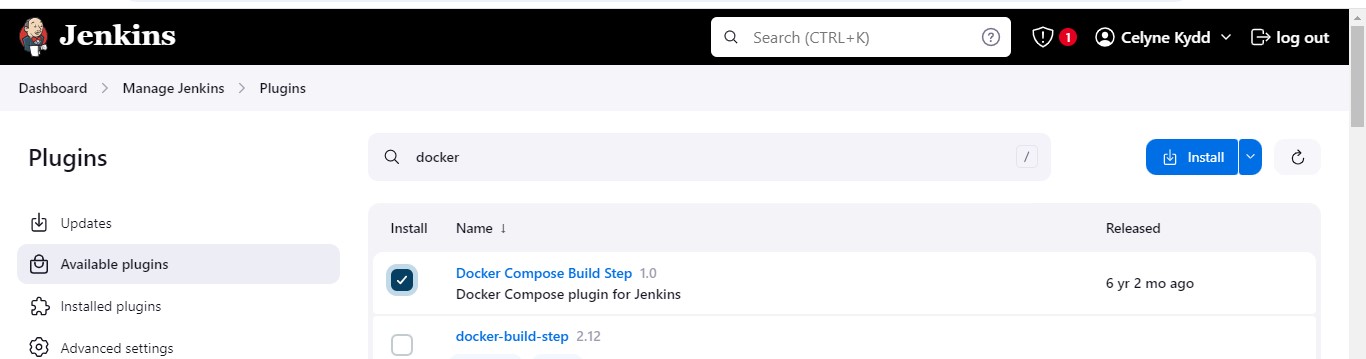 Jenkins
Search (CTRL+K) ?
1
Celyne Kydd
log out
Dashboard > Manage Jenkins > Plugins
Plugins
docker /
Install
Updates
Available plugins
Installed plugins
Advanced settings
Install Name ↓ Released
Docker Compose Build Step 1.0
Docker Compose plugin for Jenkins
6 yr 2 mo ago
docker-build-step 2.12